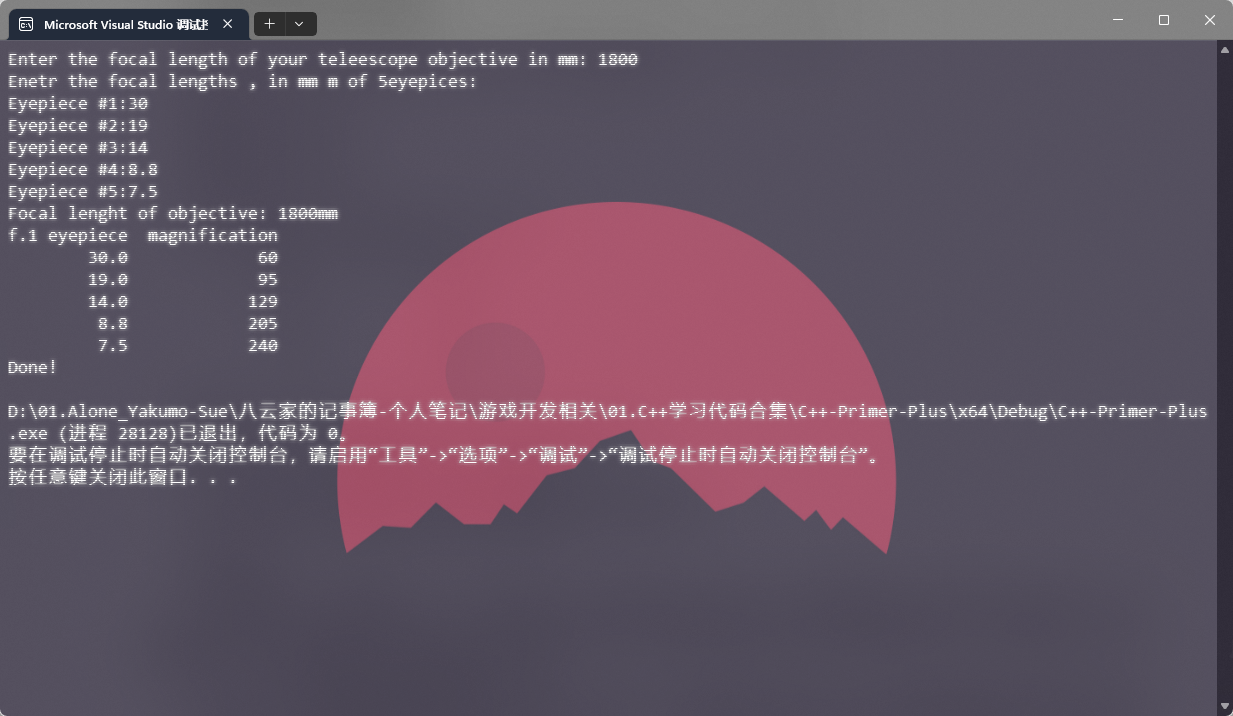 Microsoft Visual Studio 调试
Enter the focal length of your teleescope objective in mm: 1800
Enetr the focal lengths , in mm m of 5eyepices:
Eyepiece #1:30
Eyepiece #2:19
Eyepiece #3:14
Eyepiece #4:8.8
Eyepiece #5:7.5
Focal lenght of objective: 1800mm
f.1 eyepiece  magnification
30.0 60
19.0 95
14.0 129
8.8 205
7.5 240
Done!
D:\01.Alone_Yakumo-Sue\八云家的记事簿-个人笔记\游戏开发相关\01.C++学习代码合集\C++-Primer-Plus\x64\Debug\C++-Primer-Plus
.exe (进程 28128)已退出，代码为 0。
要在调试停止时自动关闭控制台，请启用“工具”->“选项”->“调试”->“调试停止时自动关闭控制台”。
按任意键关闭此窗口. . .